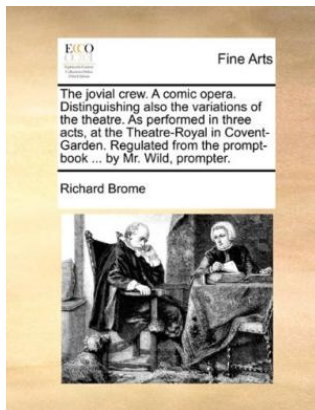 ECCO
Fine Arts
The jovial crew. A comic opera.
Distinguishing also the variations of
the theatre. As performed in three
acts, at the Theatre-Royal in Covent-
Garden. Regulated from the prompt-
book ... by Mr. Wild, prompter.
Richard Brome